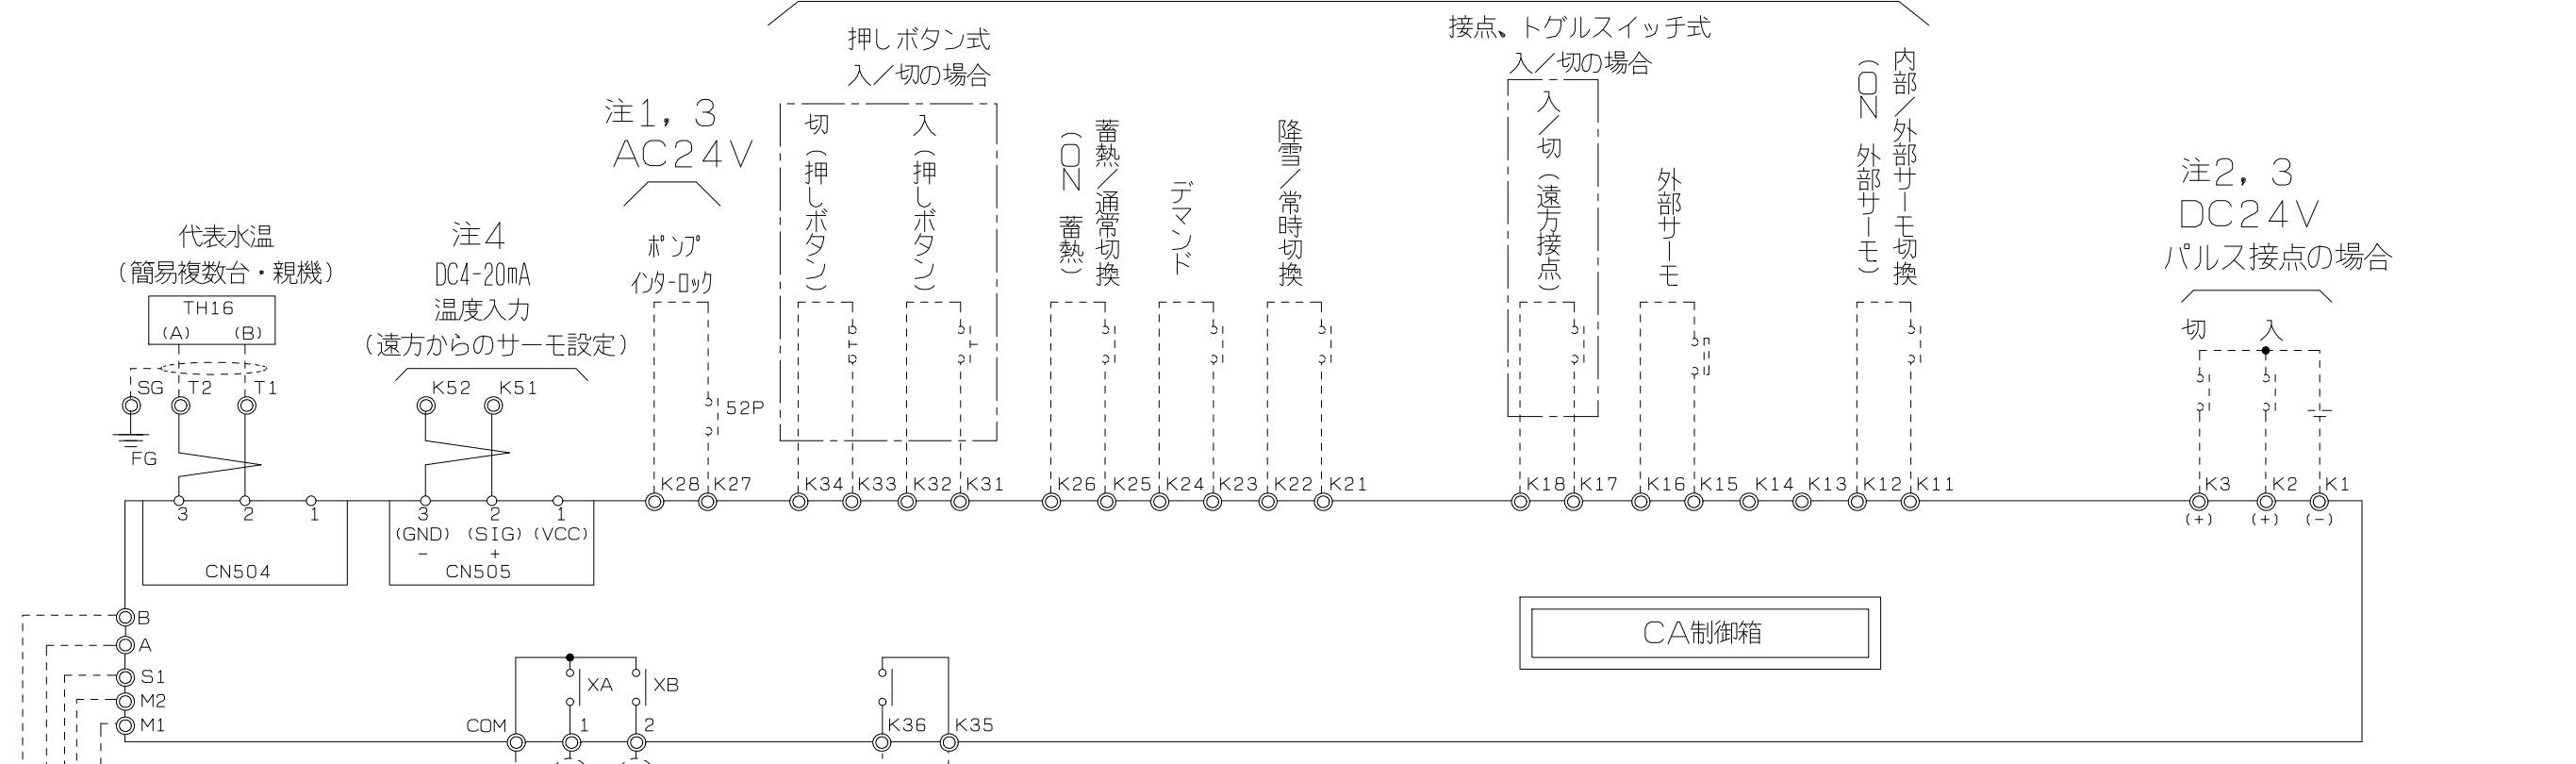 押しボタン式
入／切の場合
接点、トグルスイッチ式
入／切の場合
注1，3
AC24V
切（押しボタン）
入（押しボタン）
蓄熱／通常切換
（ON　蓄熱）
デマンド
降雪／常時切換
入／切（遠方接点）
外部サーモ
内部／外部サーモ切換
（ON　外部サーモ）
注2，3
DC24V
パルス接点の場合
切
入
代表水温
（簡易複数台・親機）
TH16
(A)
(B)
注4
DC4-20mA
温度入力
（遠方からのサーモ設定）
ﾎﾟﾝﾌﾟ
ｲﾝﾀｰﾛｯｸ
52P
SG
T2
T1
K52
K51
FG
K28
K27
K34
K33
K32
K31
K26
K25
K24
K23
K22
K21
K18
K17
K16
K15
K14
K13
K12
K11
K3
K2
K1
3
2
1
3
2
1
(+)
(+)
(-)
(GND)
(SIG)
(VCC)
-
+
CN504
CN505
B
A
S1
M2
M1
CA制御箱
XA
XB
COM
1
2
K36
K35